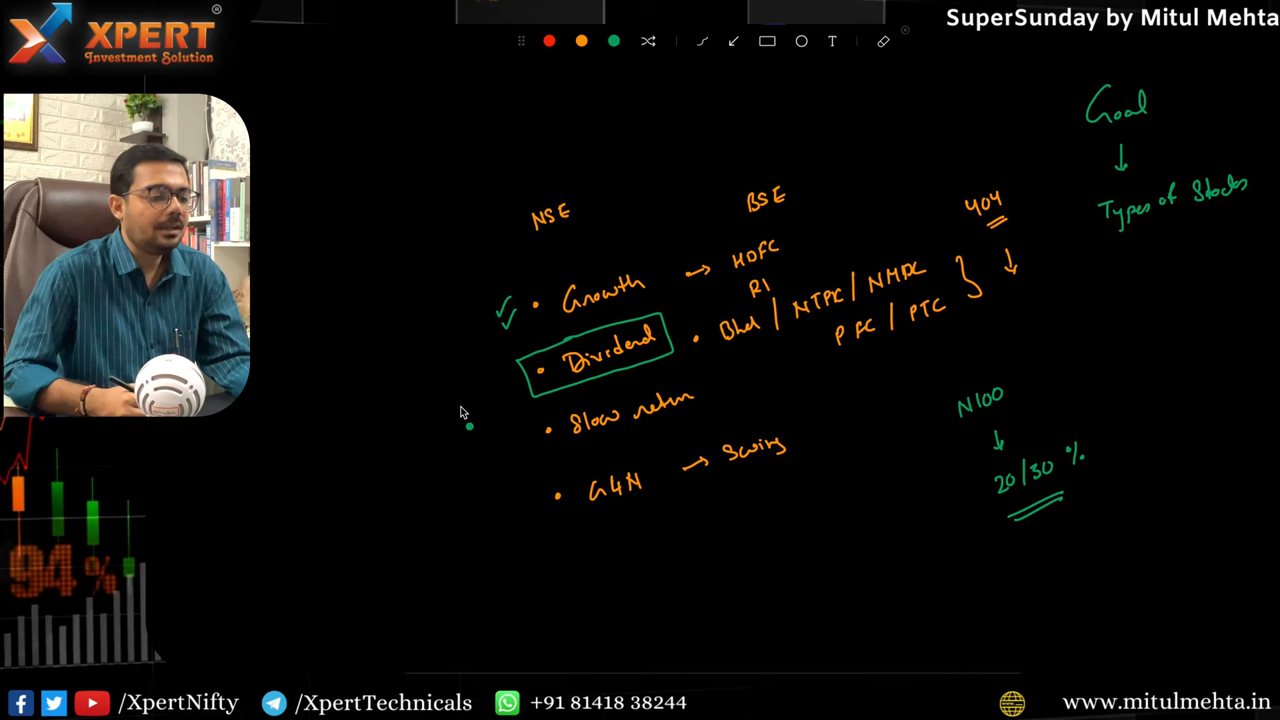 XPERT
Investment Solution
®
SuperSunday by Mitul Mehta
T
Goal
Types of Stocks
NSE
BSE
404
• Growth → HDFC
RI
• Dividend • Bhel / NTPC / NMDC
PFC / PTC
• Slow return
• G4N → Swing
N100
20/30 %
94 %
/XpertNifty
/XpertTechnicals
+91 81418 38244
www.mitulmehta.in